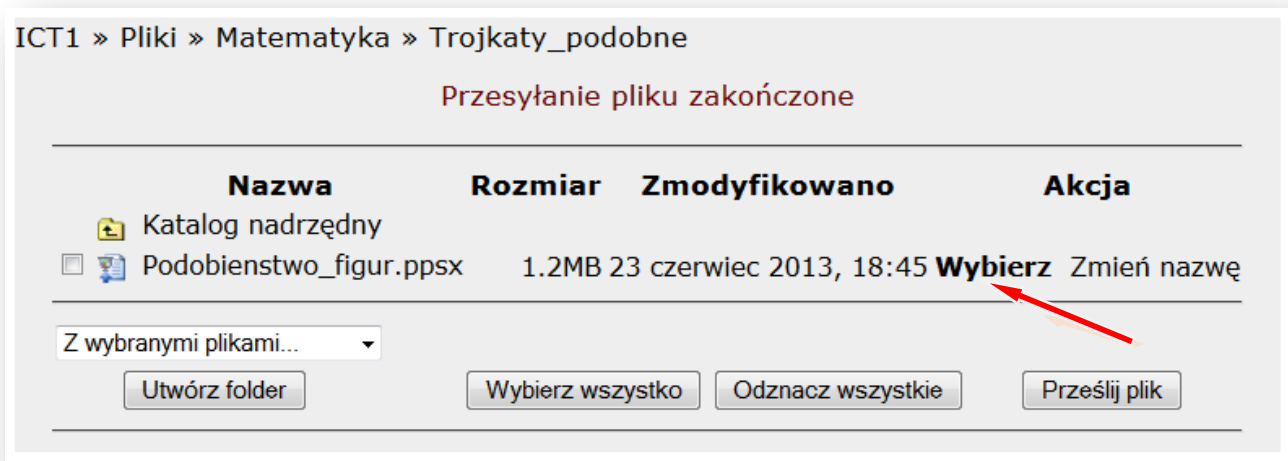 ICT1 » Pliki » Matematyka » Trojkaty_podobne
Przesyłanie pliku zakończone
Nazwa Rozmiar Zmodyfikowano Akcja
Katalog nadrzędny
Podobienstwo_figur.ppsx 1.2MB 23 czerwiec 2013, 18:45 Wybierz Zmień nazwę
Z wybranymi plikami...
Utwórz folder Wybierz wszystko Odznacz wszystkie Prześlij plik